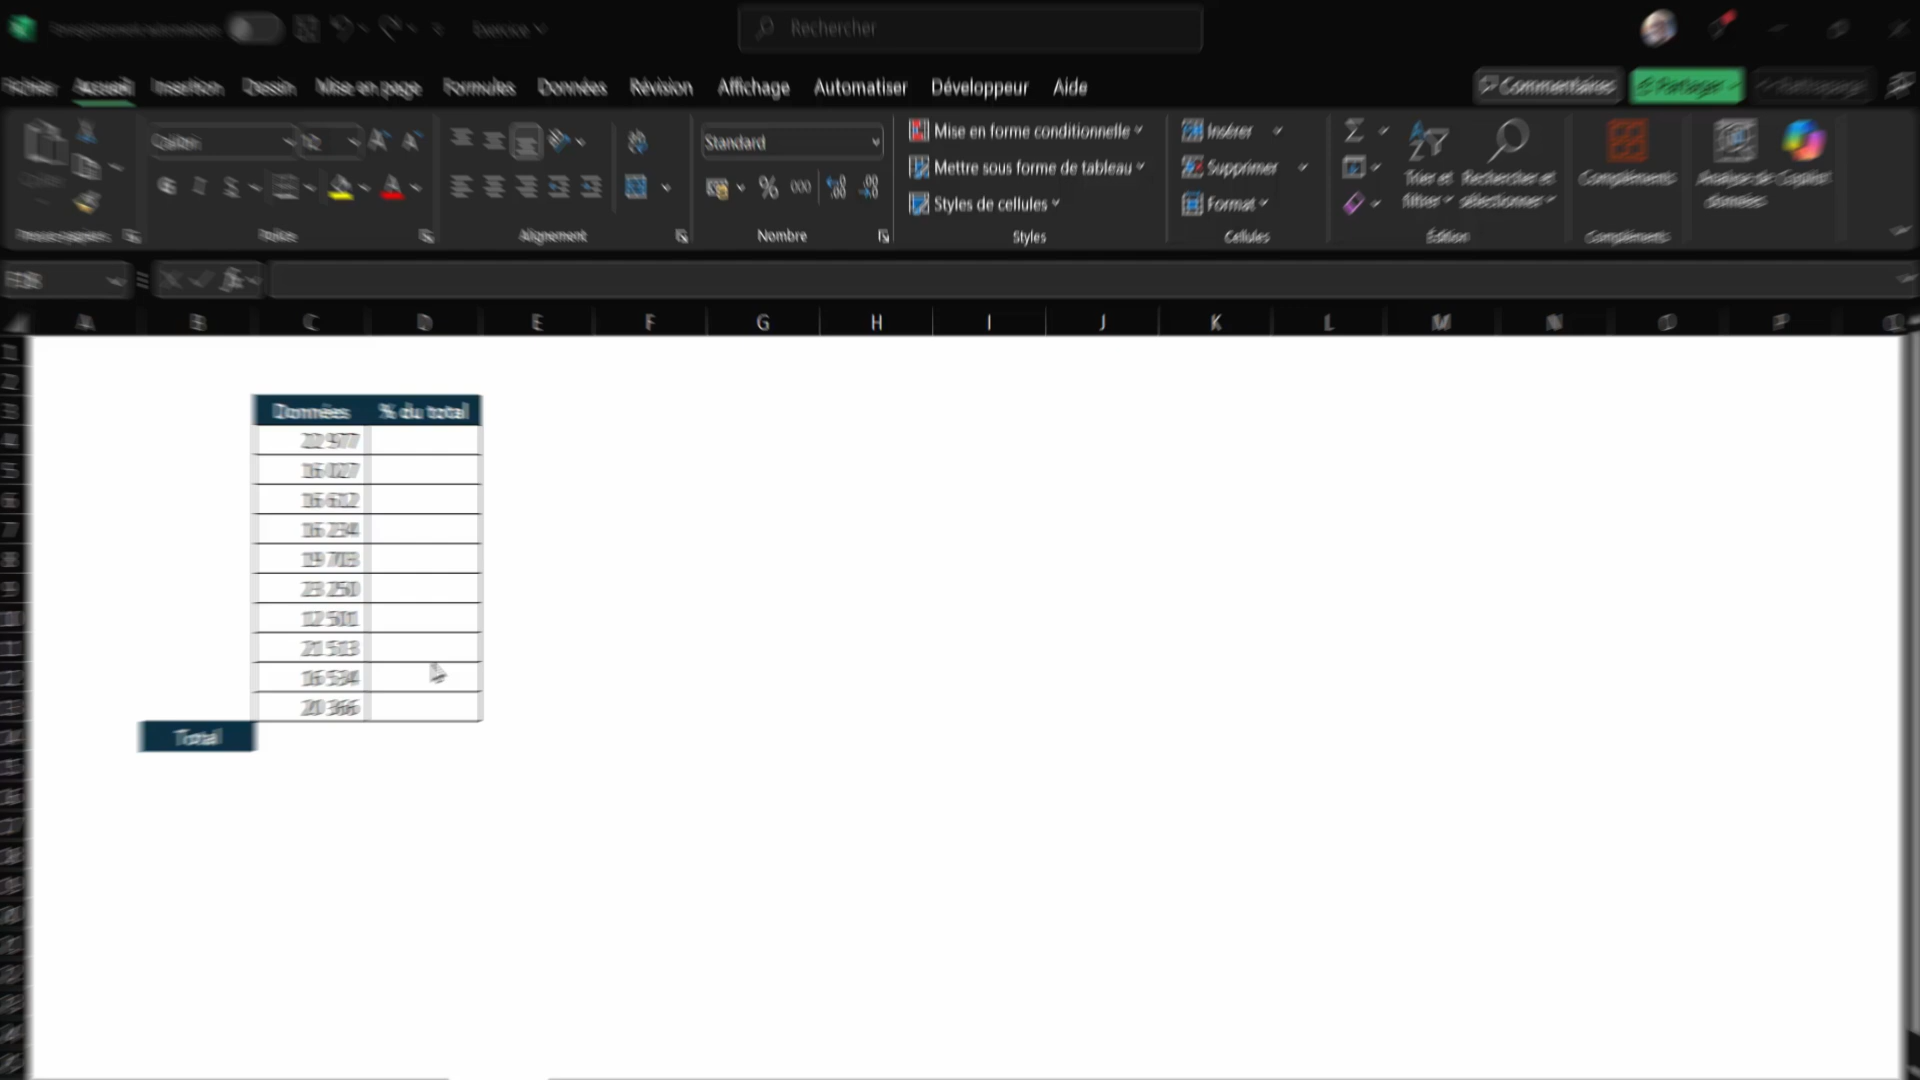 Exercice
Rechercher
Fichier Accueil Insertion Dessin Mise en page Formules Données Révision Affichage Automatiser Développeur Aide
Commentaires Partager
Calibri 12
Standard
Mise en forme conditionnelle
Mettre sous forme de tableau
Styles de cellules
Insérer
Supprimer
Format
Trier et filtrer
Rechercher et sélectionner
Compléments
Analyse de données
Copilot
Police Alignement Nombre Styles Cellules Édition Compléments
A B C D E F G H I J K L M N O P
Données % du total
22 977
16 027
16 612
16 234
19 703
23 250
12 501
21 513
16 534
20 366
Total